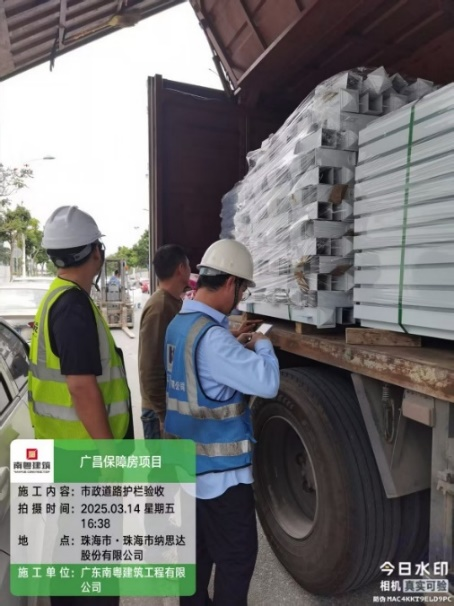 南粤建筑
广昌保障房项目
施工内容：市政道路护栏验收
拍摄时间：2025.03.14 星期五
16:38
地点：珠海市·珠海市纳思达
股份有限公司
施工单位：广东南粤建筑工程有限
公司
今日水印
相机 真实可验
防伪 MAC4KKT9ELD9PC